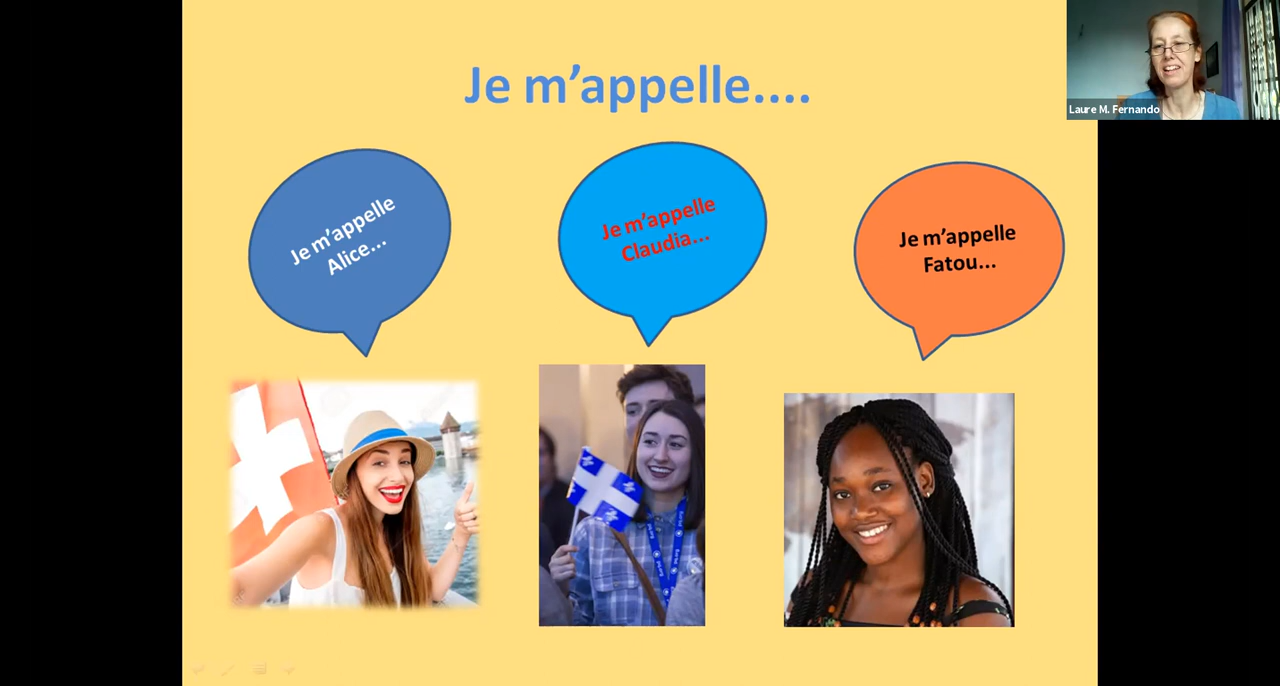 Je m’appelle....
Laure M. Fernando
Je m’appelle
Alice...
Je m’appelle
Claudia...
Je m’appelle
Fatou...